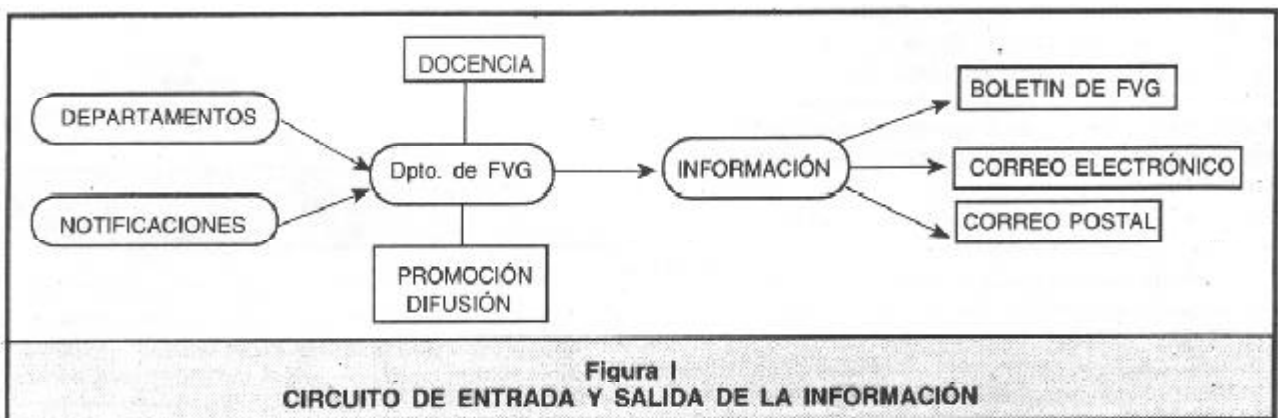 DOCENCIA
BOLETIN DE FVG
DEPARTAMENTOS
Dpto. de FVG
INFORMACIÓN
CORREO ELECTRÓNICO
NOTIFICACIONES
CORREO POSTAL
PROMOCIÓN
DIFUSIÓN
Figura I
CIRCUITO DE ENTRADA Y SALIDA DE LA INFORMACIÓN